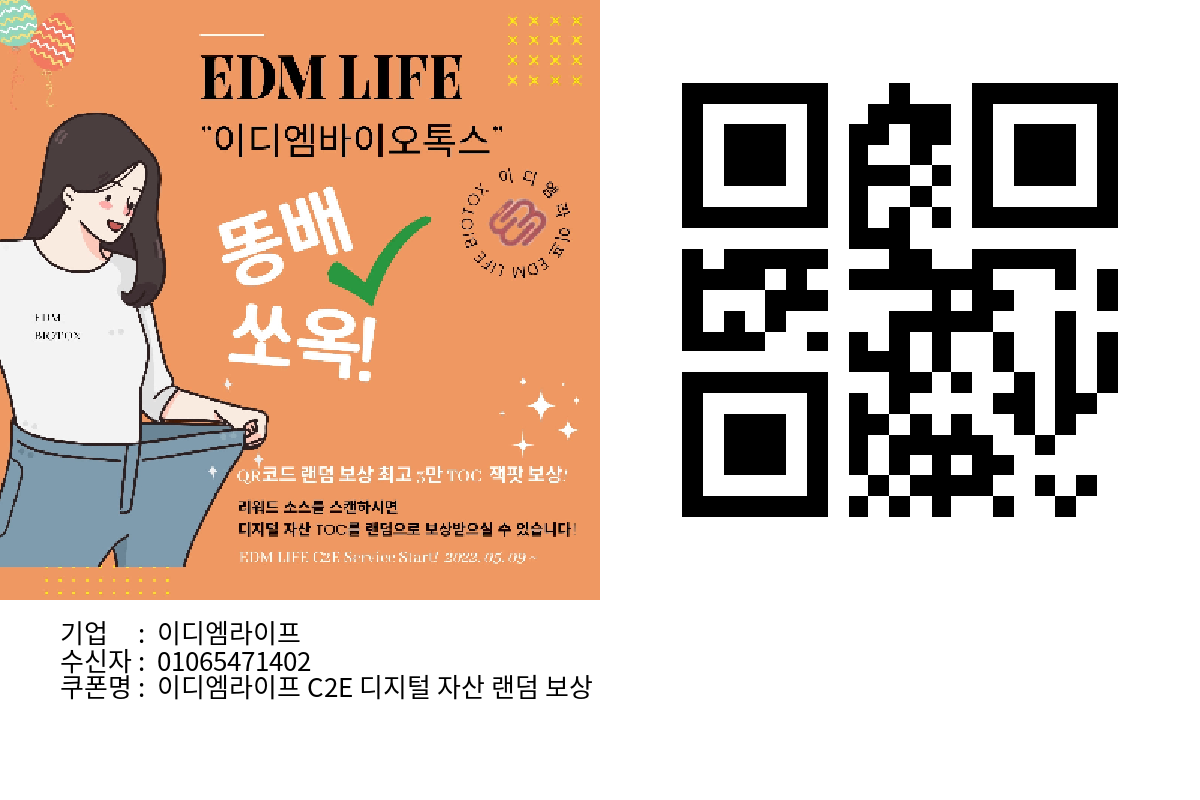 EDM LIFE
"이디엠바이오톡스"
이디엠라이프 EDM LIFE BIOTOX
똥배
쏘옥!
EDM
BIOTOX
QR코드 랜덤 보상 최고 5만 TOC 잭팟 보상!
리워드 소스를 스캔하시면
디지털 자산 TOC를 랜덤으로 보상받으실 수 있습니다!
EDM LIFE C2E Service Start! 2022. 05. 09 ~
기업 : 이디엠라이프
수신자 : 01065471402
쿠폰명 : 이디엠라이프 C2E 디지털 자산 랜덤 보상